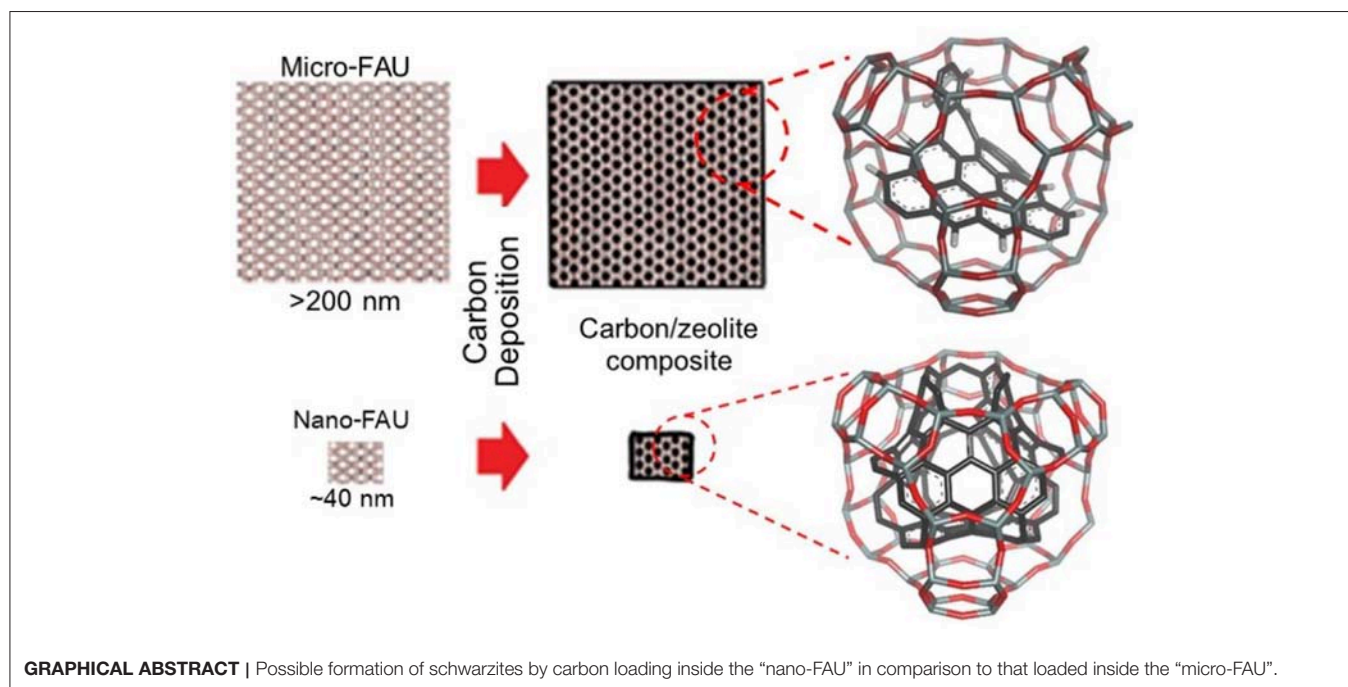 Micro-FAU
>200 nm
Carbon
Deposition
Carbon/zeolite
composite
Nano-FAU
~40 nm
GRAPHICAL ABSTRACT | Possible formation of schwarzites by carbon loading inside the “nano-FAU” in comparison to that loaded inside the “micro-FAU”.